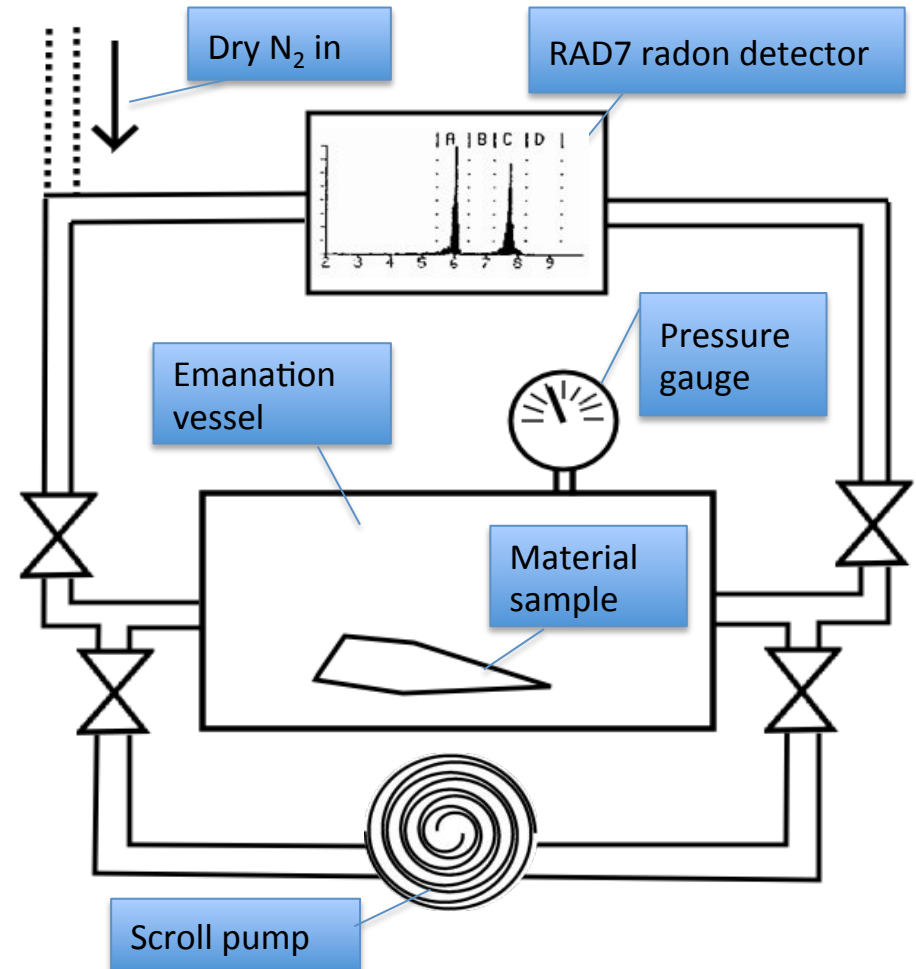 Dry N₂ in
RAD7 radon detector
A B C D
2 3 4 5 6 7 8 9
Pressure
gauge
Emanation
vessel
Material
sample
Scroll pump